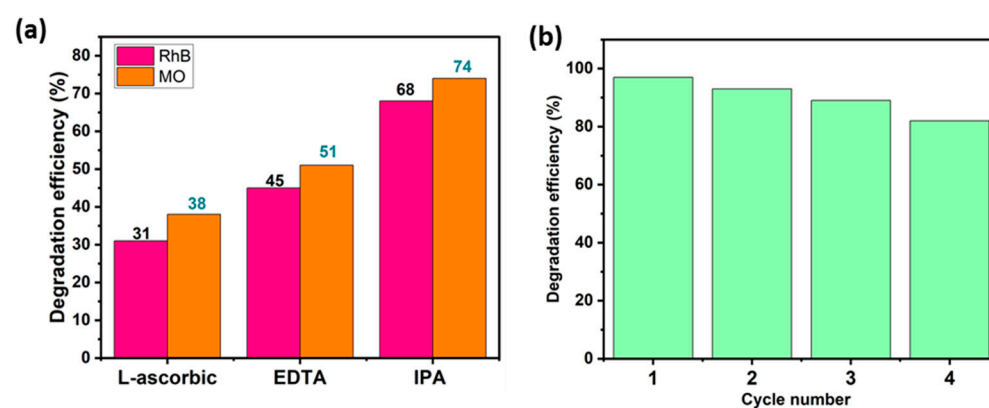 (a)
RhB
MO
Degradation efficiency (%)
80
70
60
50
40
30
20
10
0
31
38
45
51
68
74
L-ascorbic
EDTA
IPA
(b)
Degradation efficiency (%)
100
80
60
40
20
0
1
2
3
4
Cycle number